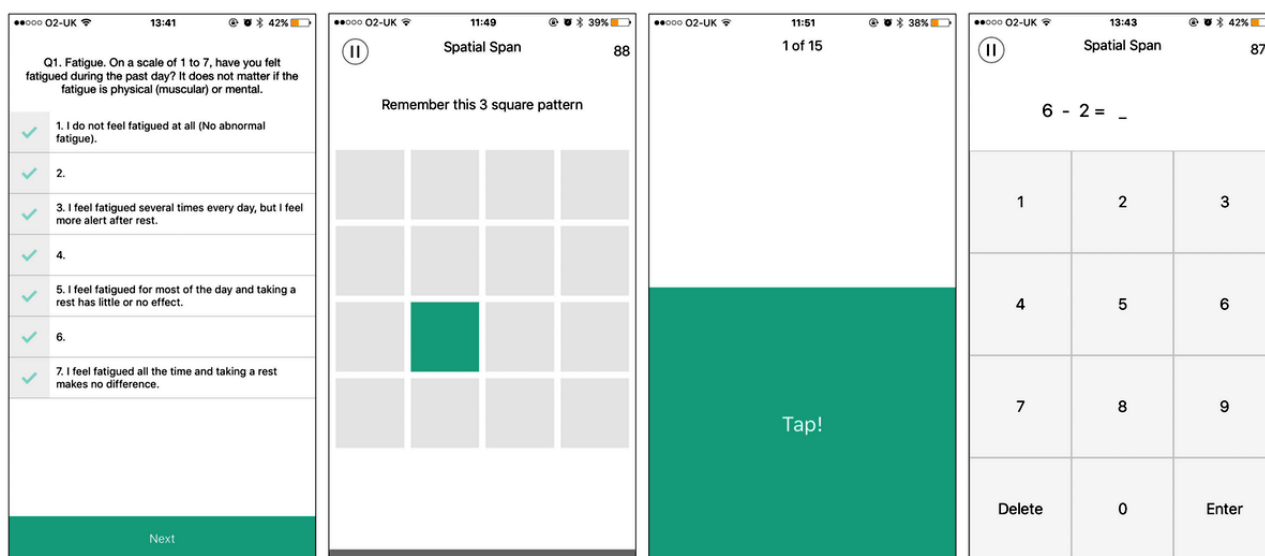 ●●○○○ O2-UK 13:41 42%
Q1. Fatigue. On a scale of 1 to 7, have you felt
fatigued during the past day? It does not matter if the
fatigue is physical (muscular) or mental.
1. I do not feel fatigued at all (No abnormal
fatigue).
2.
3. I feel fatigued several times every day, but I feel
more alert after rest.
4.
5. I feel fatigued for most of the day and taking a
rest has little or no effect.
6.
7. I feel fatigued all the time and taking a rest
makes no difference.
Next
●●○○○ O2-UK 11:49 39%
Spatial Span 88
Remember this 3 square pattern
●●○○○ O2-UK 11:51 38%
1 of 15
Tap!
●●○○○ O2-UK 13:43 42%
Spatial Span 87
6 - 2 = _
1 2 3
4 5 6
7 8 9
Delete 0 Enter